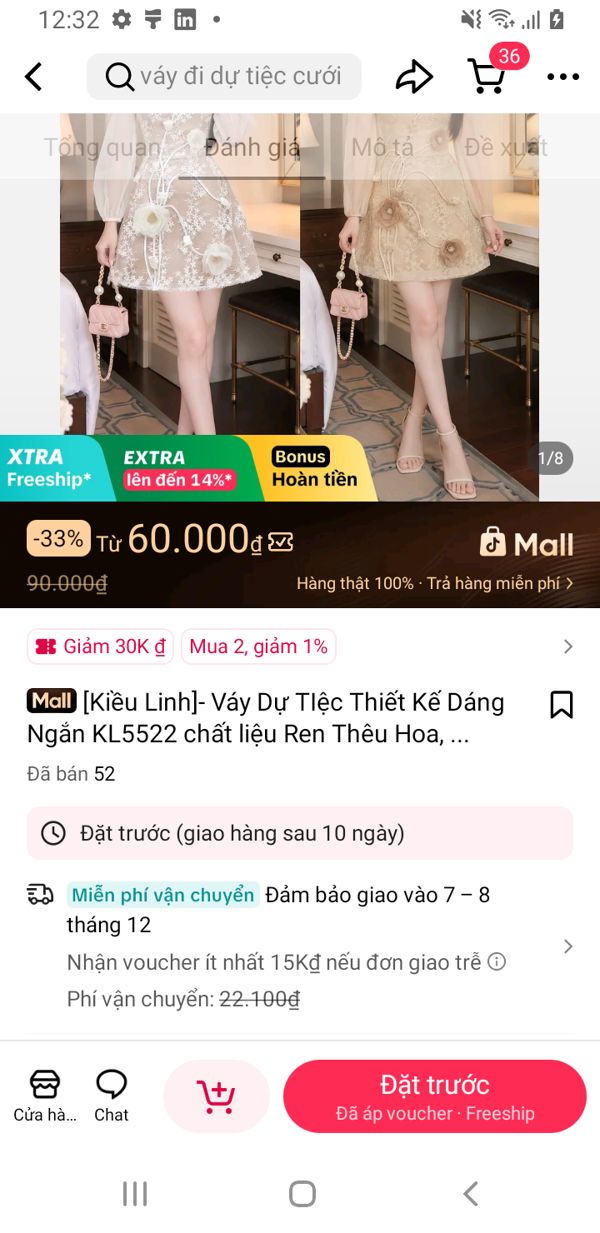 12:32
váy đi dự tiệc cưới
36
Tổng quan Đánh giá Mô tả Đề xuất
XTRA
Freeship*
EXTRA
lên đến 14%*
Bonus
Hoàn tiền
1/8
-33% Từ 60.000₫
Mall
90.000₫
Hàng thật 100% · Trả hàng miễn phí
Giảm 30K ₫
Mua 2, giảm 1%
Mall [Kiều Linh]- Váy Dự TIệc Thiết Kế Dáng
Ngắn KL5522 chất liệu Ren Thêu Hoa, ...
Đã bán 52
Đặt trước (giao hàng sau 10 ngày)
Miễn phí vận chuyển Đảm bảo giao vào 7 – 8
tháng 12
Nhận voucher ít nhất 15K₫ nếu đơn giao trễ
Phí vận chuyển: 22.100₫
Cửa hà...
Chat
Đặt trước
Đã áp voucher · Freeship